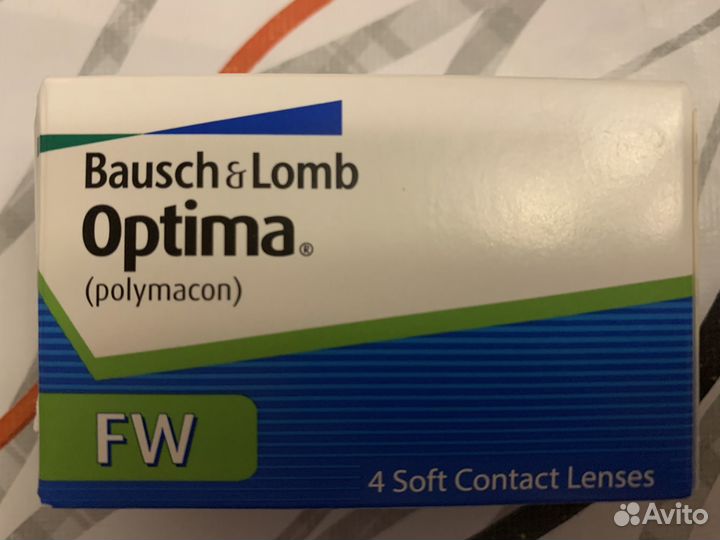 Bausch & Lomb
Optima®
(polymacon)
FW
4 Soft Contact Lenses
Avito